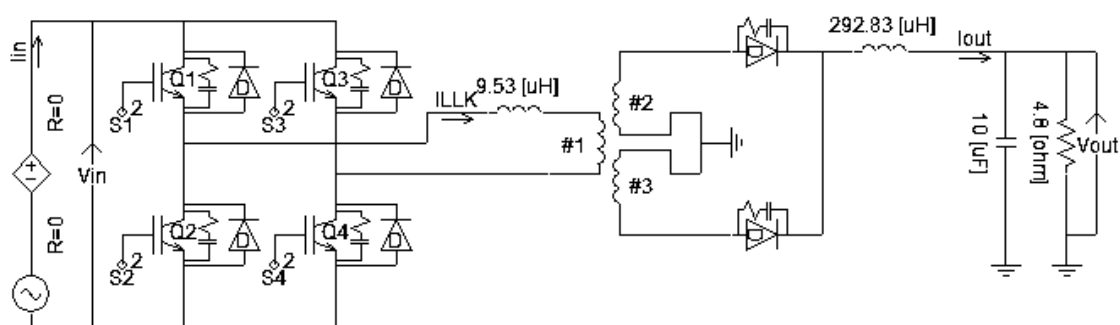 Iin
R=0
R=0
Vin
S1
2
Q1
D
S3
2
Q3
D
S2
2
Q2
D
S4
2
Q4
D
ILLK
9.53 [uH]
#1
#2
#3
D
D
292.83 [uH]
Iout
10 [uF]
4.8 [ohm]
Vout